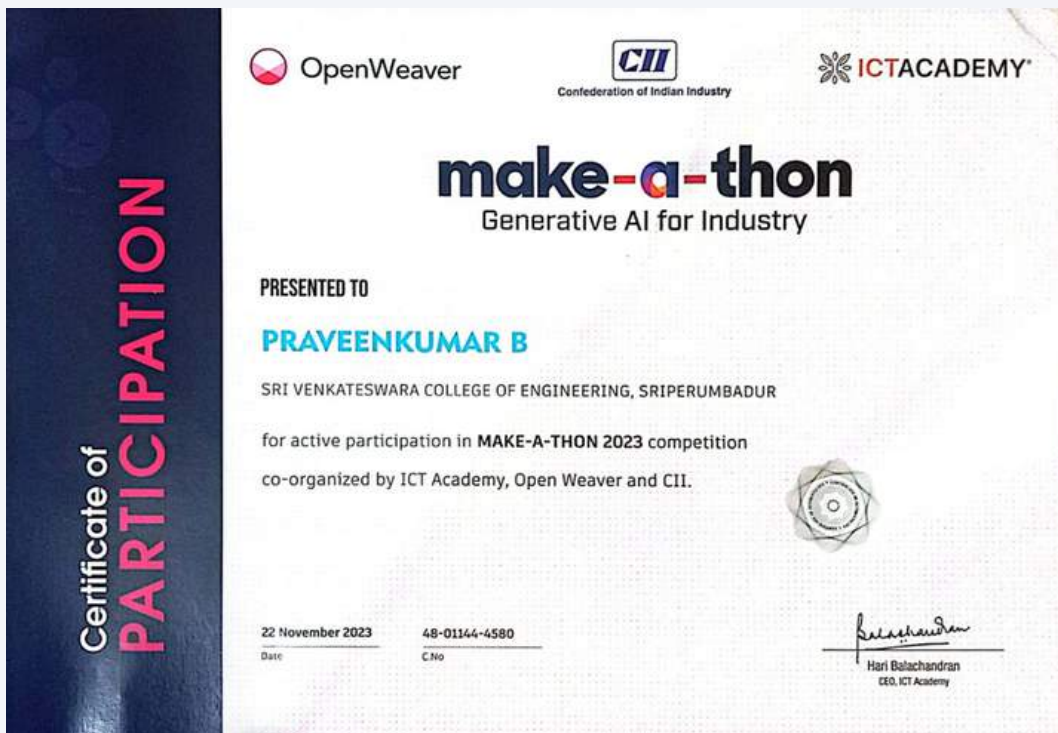 Certificate of
PARTICIPATION
OpenWeaver
CII
Confederation of Indian Industry
ICTACADEMY®
make-a-thon
Generative AI for Industry
PRESENTED TO
PRAVEENKUMAR B
SRI VENKATESWARA COLLEGE OF ENGINEERING, SRIPERUMBADUR
for active participation in MAKE-A-THON 2023 competition
co-organized by ICT Academy, Open Weaver and CII.
22 November 2023
Date
48-01144-4580
C.No
Balachandran
Hari Balachandran
CEO, ICT Academy